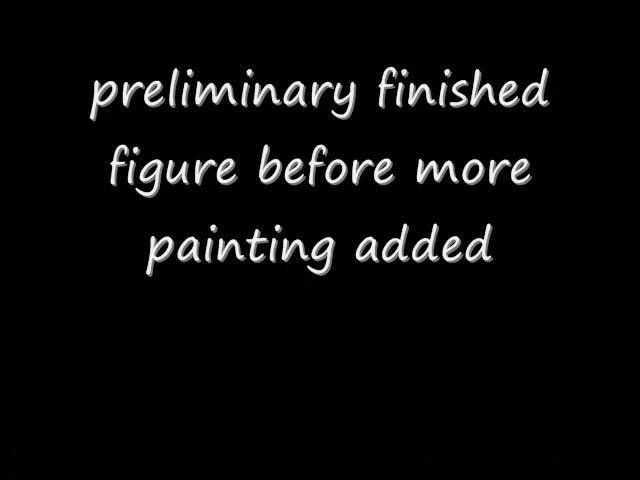 preliminary finished
figure before more
painting added